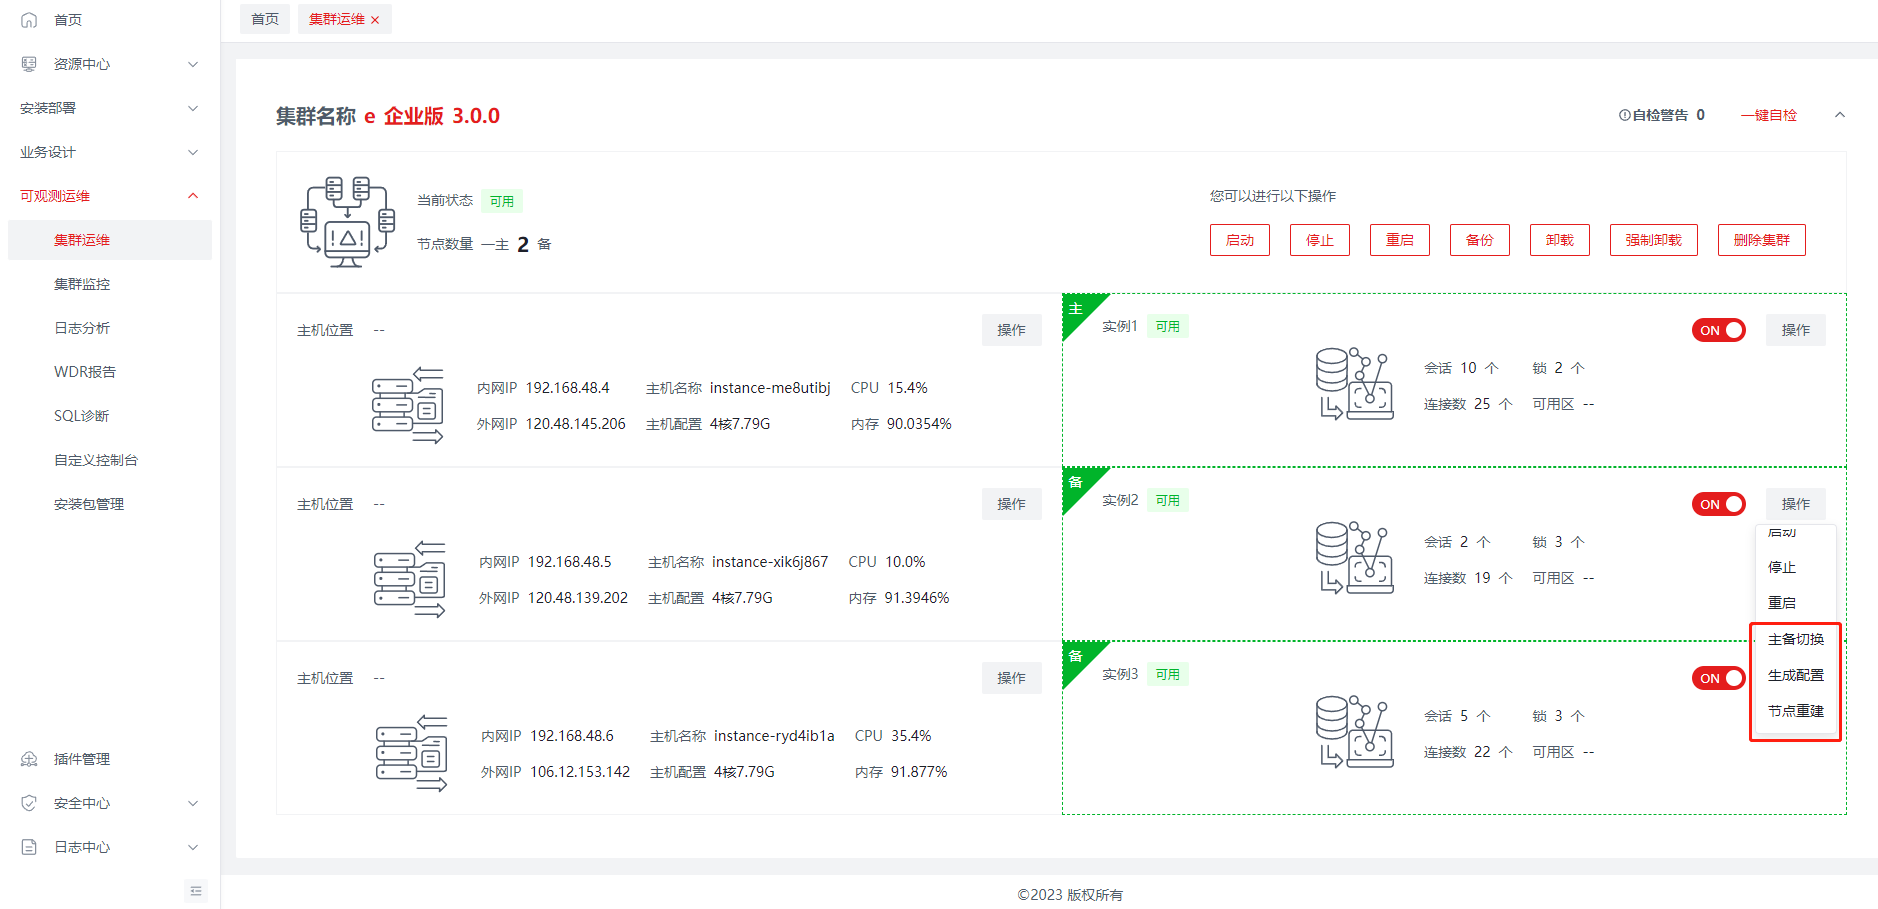 首页
资源中心
安装部署
业务设计
可观测运维
集群运维
集群监控
日志分析
WDR报告
SQL诊断
自定义控制台
安装包管理
插件管理
安全中心
日志中心
首页 集群运维 ×
集群名称 e 企业版 3.0.0
自检警告 0 一键自检
当前状态 可用
节点数量 一主 2 备
您可以进行以下操作
启动 停止 重启 备份 卸载 强制卸载 删除集群
主机位置 -- 操作
内网IP 192.168.48.4 主机名称 instance-me8utibj CPU 15.4%
外网IP 120.48.145.206 主机配置 4核7.79G 内存 90.0354%
主 实例1 可用 ON 操作
会话 10 个 锁 2 个
连接数 25 个 可用区 --
主机位置 -- 操作
内网IP 192.168.48.5 主机名称 instance-xik6j867 CPU 10.0%
外网IP 120.48.139.202 主机配置 4核7.79G 内存 91.3946%
备 实例2 可用 ON 操作
会话 2 个 锁 3 个
连接数 19 个 可用区 --
启动
停止
重启
主备切换
生成配置
节点重建
主机位置 -- 操作
内网IP 192.168.48.6 主机名称 instance-ryd4ib1a CPU 35.4%
外网IP 106.12.153.142 主机配置 4核7.79G 内存 91.877%
备 实例3 可用 ON
会话 5 个 锁 3 个
连接数 22 个 可用区 --
©2023 版权所有